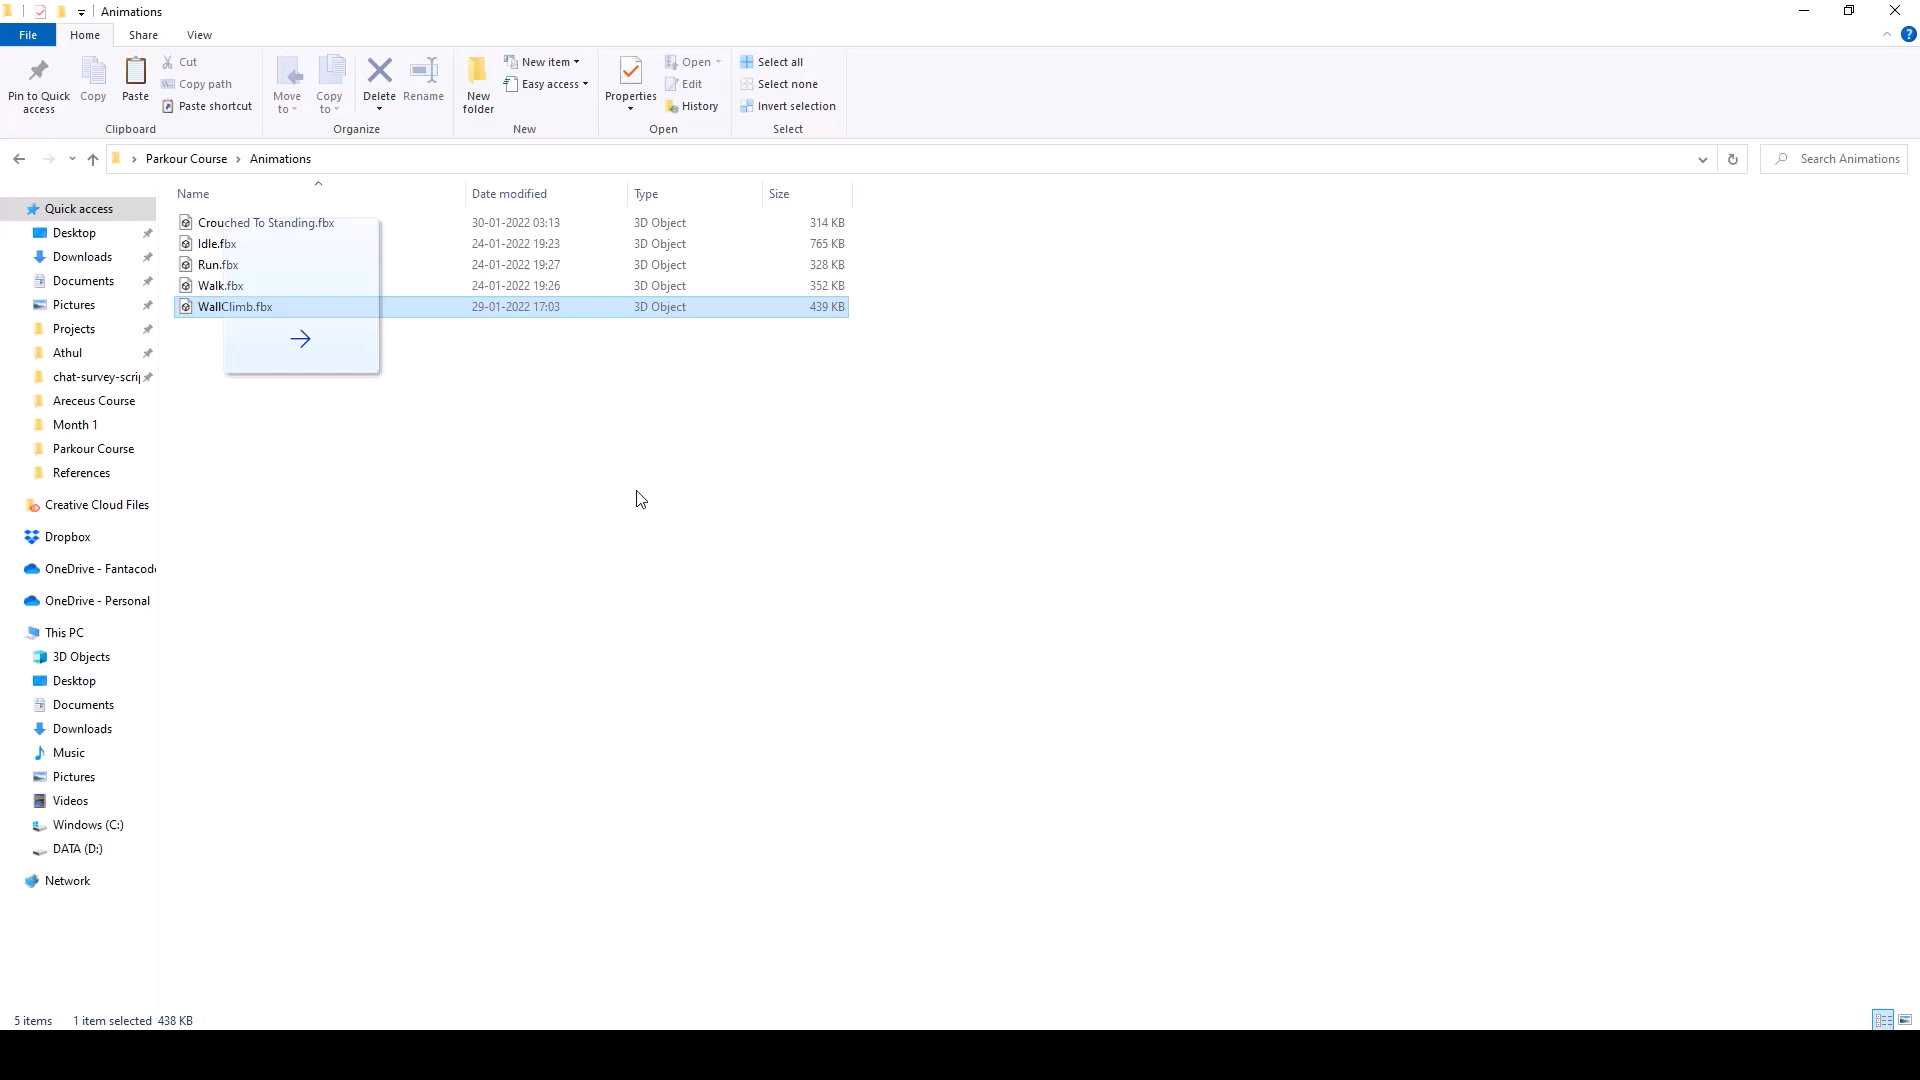 Animations
File Home Share View
Pin to Quick access
Copy
Paste
Cut
Copy path
Paste shortcut
Clipboard
Move to
Copy to
Delete
Rename
Organize
New folder
New item
Easy access
New
Properties
Open
Edit
History
Open
Select all
Select none
Invert selection
Select
Parkour Course > Animations
Search Animations
Name Date modified Type Size
Crouched To Standing.fbx 30-01-2022 03:13 3D Object 314 KB
Idle.fbx 24-01-2022 19:23 3D Object 765 KB
Run.fbx 24-01-2022 19:27 3D Object 328 KB
Walk.fbx 24-01-2022 19:26 3D Object 352 KB
WallClimb.fbx 29-01-2022 17:03 3D Object 439 KB
Quick access
Desktop
Downloads
Documents
Pictures
Projects
Athul
chat-survey-scrip
Areceus Course
Month 1
Parkour Course
References
Creative Cloud Files
Dropbox
OneDrive - Fantacode
OneDrive - Personal
This PC
3D Objects
Desktop
Documents
Downloads
Music
Pictures
Videos
Windows (C:)
DATA (D:)
Network
5 items 1 item selected 438 KB